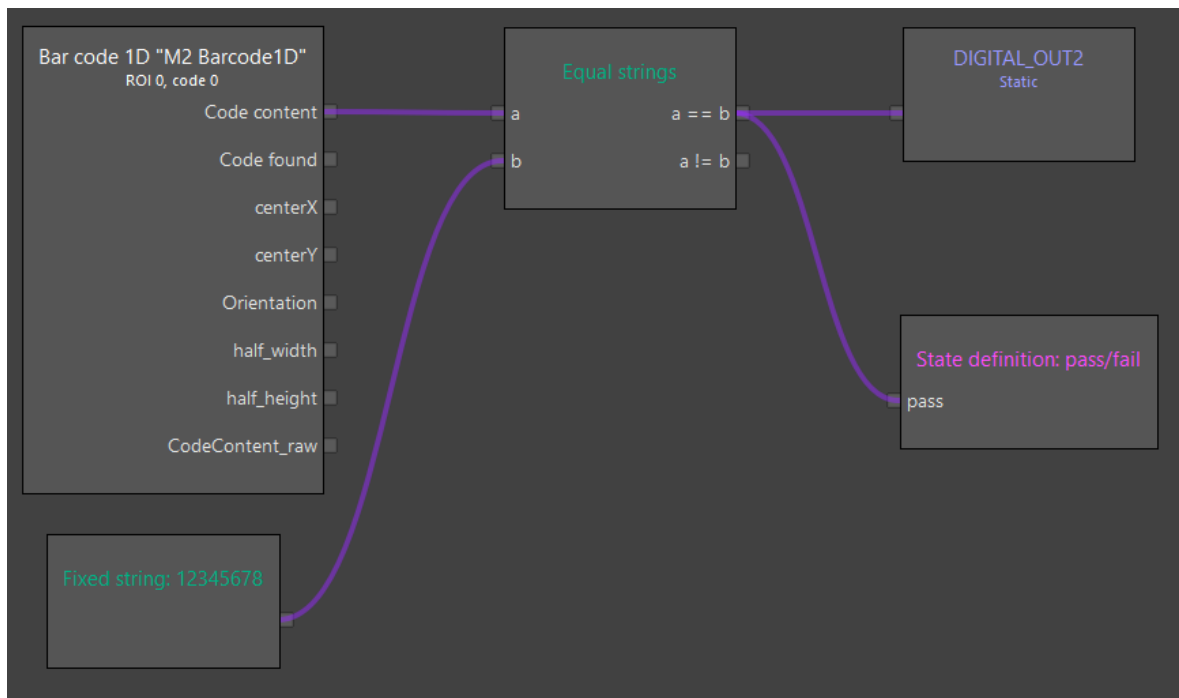 Bar code 1D "M2 Barcode1D"
ROI 0, code 0
Code content
Code found
centerX
centerY
Orientation
half_width
half_height
CodeContent_raw
Fixed string: 12345678
Equal strings
a
a == b
b
a != b
DIGITAL_OUT2
Static
State definition: pass/fail
pass